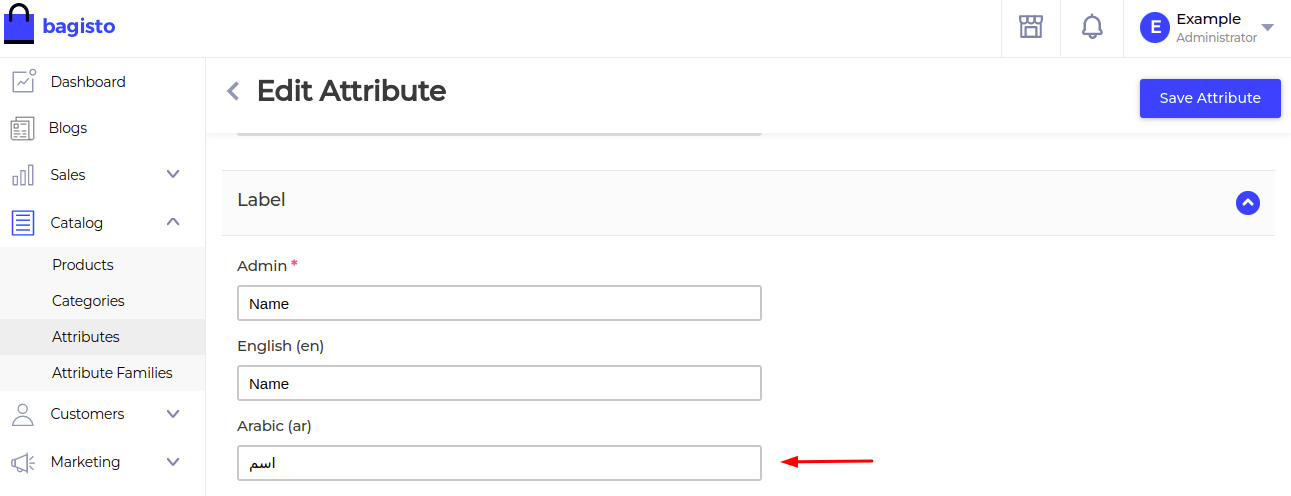 bagisto
E
Example
Administrator
Dashboard
Blogs
Sales
Catalog
Products
Categories
Attributes
Attribute Families
Customers
Marketing
Edit Attribute
Save Attribute
Label
Admin *
Name
English (en)
Name
Arabic (ar)
اسم